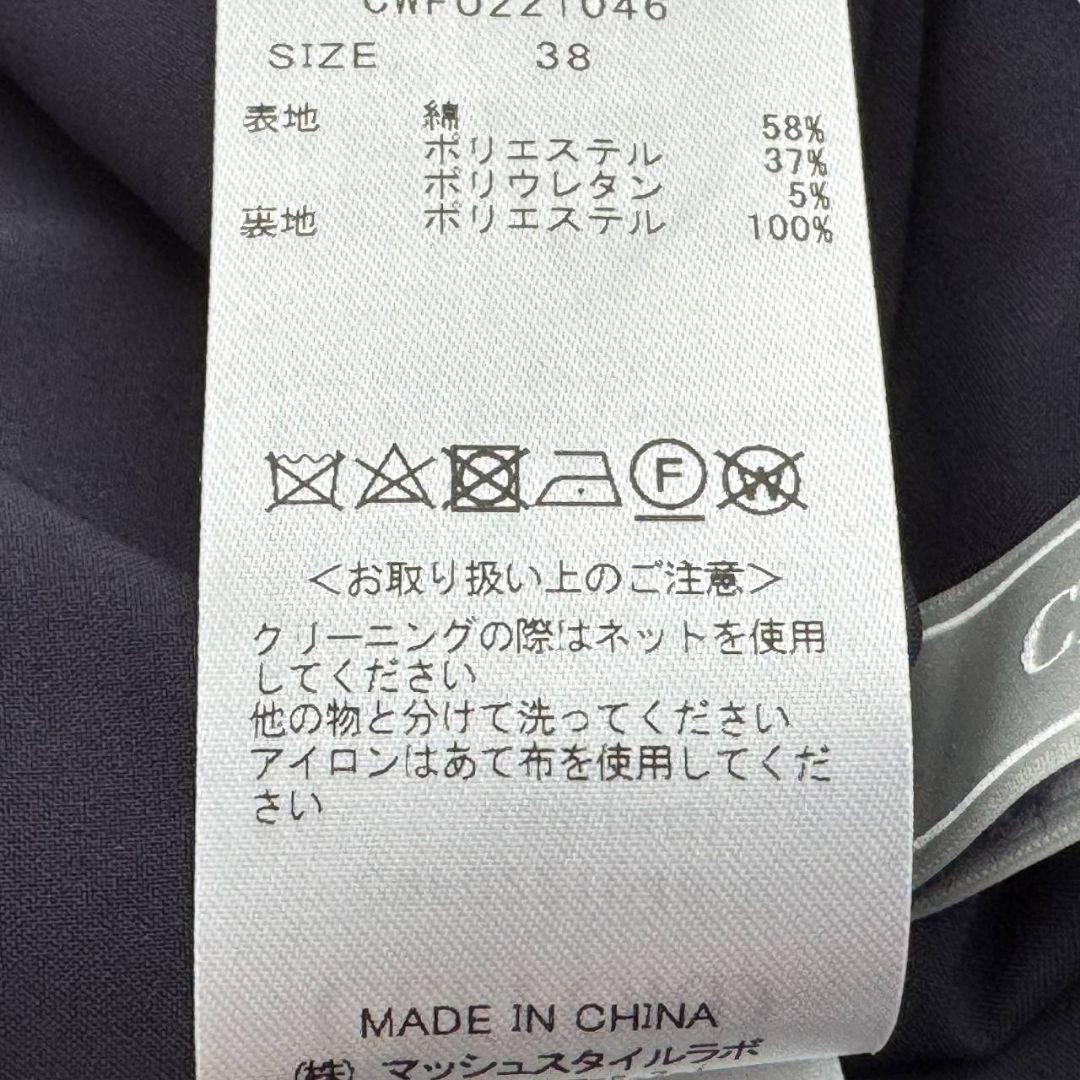 CWFO221046
SIZE 38
表地 綿 58%
ポリエステル 37%
ポリウレタン 5%
裏地 ポリエステル 100%
F
W
<お取り扱い上のご注意>
クリーニングの際はネットを使用
してください
他の物と分けて洗ってください
アイロンはあて布を使用してくだ
さい
C
MADE IN CHINA
(株) マッシュスタイルラボ